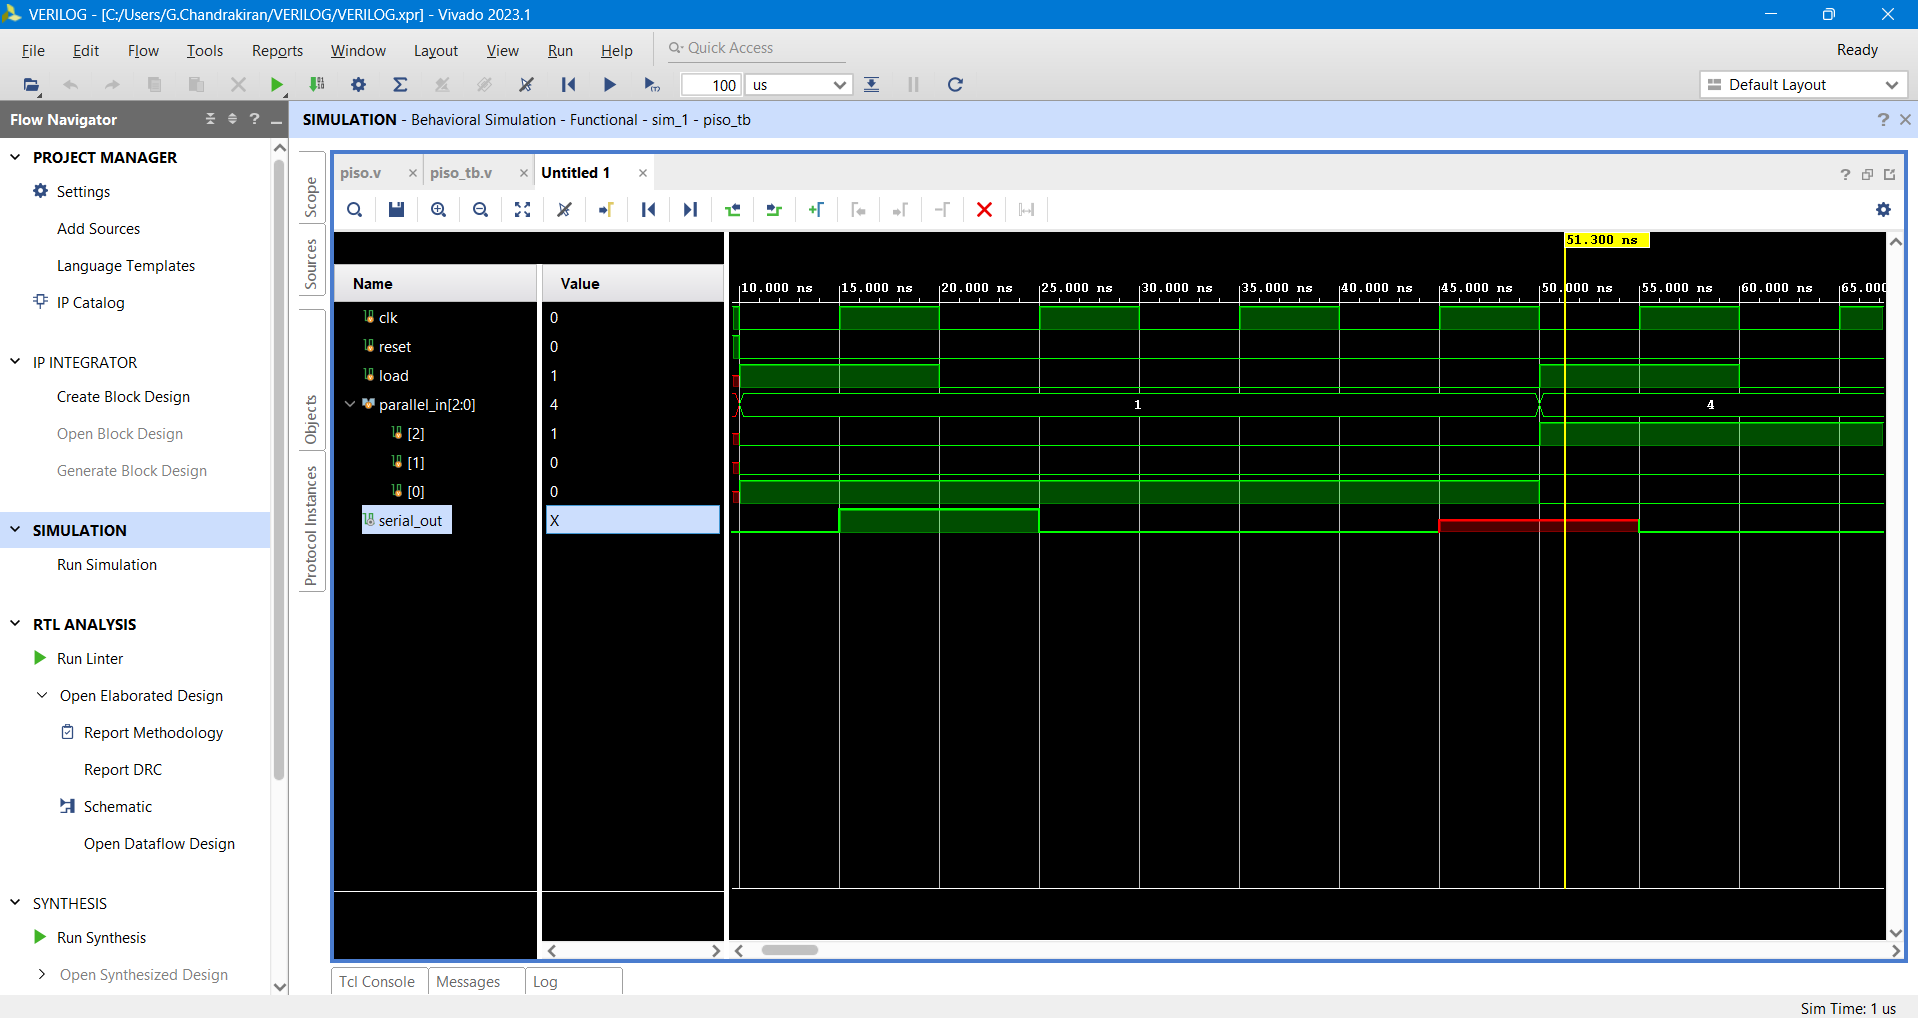 VERILOG - [C:/Users/G.Chandrakiran/VERILOG/VERILOG.xpr] - Vivado 2023.1
File Edit Flow Tools Reports Window Layout View Run Help Quick Access Ready
100 us Default Layout
Flow Navigator
PROJECT MANAGER
Settings
Add Sources
Language Templates
IP Catalog
IP INTEGRATOR
Create Block Design
Open Block Design
Generate Block Design
SIMULATION
Run Simulation
RTL ANALYSIS
Run Linter
Open Elaborated Design
Report Methodology
Report DRC
Schematic
Open Dataflow Design
SYNTHESIS
Run Synthesis
Open Synthesized Design
SIMULATION - Behavioral Simulation - Functional - sim_1 - piso_tb
Scope
Sources
Objects
Protocol Instances
piso.v piso_tb.v Untitled 1
51.300 ns
Name Value
10.000 ns 15.000 ns 20.000 ns 25.000 ns 30.000 ns 35.000 ns 40.000 ns 45.000 ns 50.000 ns 55.000 ns 60.000 ns 65.000
clk 0
reset 0
load 1
parallel_in[2:0] 4 1 4
[2] 1
[1] 0
[0] 0
serial_out X
Tcl Console Messages Log
Sim Time: 1 us